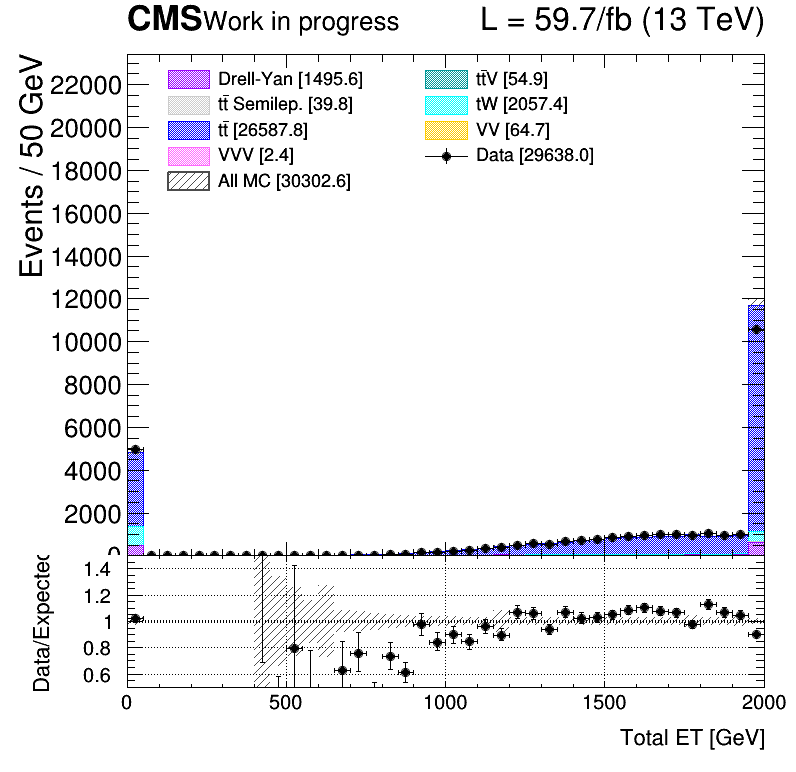 CMS Work in progress L = 59.7/fb (13 TeV)
Events / 50 GeV
22000
20000
18000
16000
14000
12000
10000
8000
6000
4000
2000
0
Drell-Yan [1495.6]
tt̄ Semilep. [39.8]
tt̄ [26587.8]
VVV [2.4]
All MC [30302.6]
tt̄V [54.9]
tW [2057.4]
VV [64.7]
Data [29638.0]
Data/Expected
1.4
1.2
1
0.8
0.6
0 500 1000 1500 2000
Total ET [GeV]